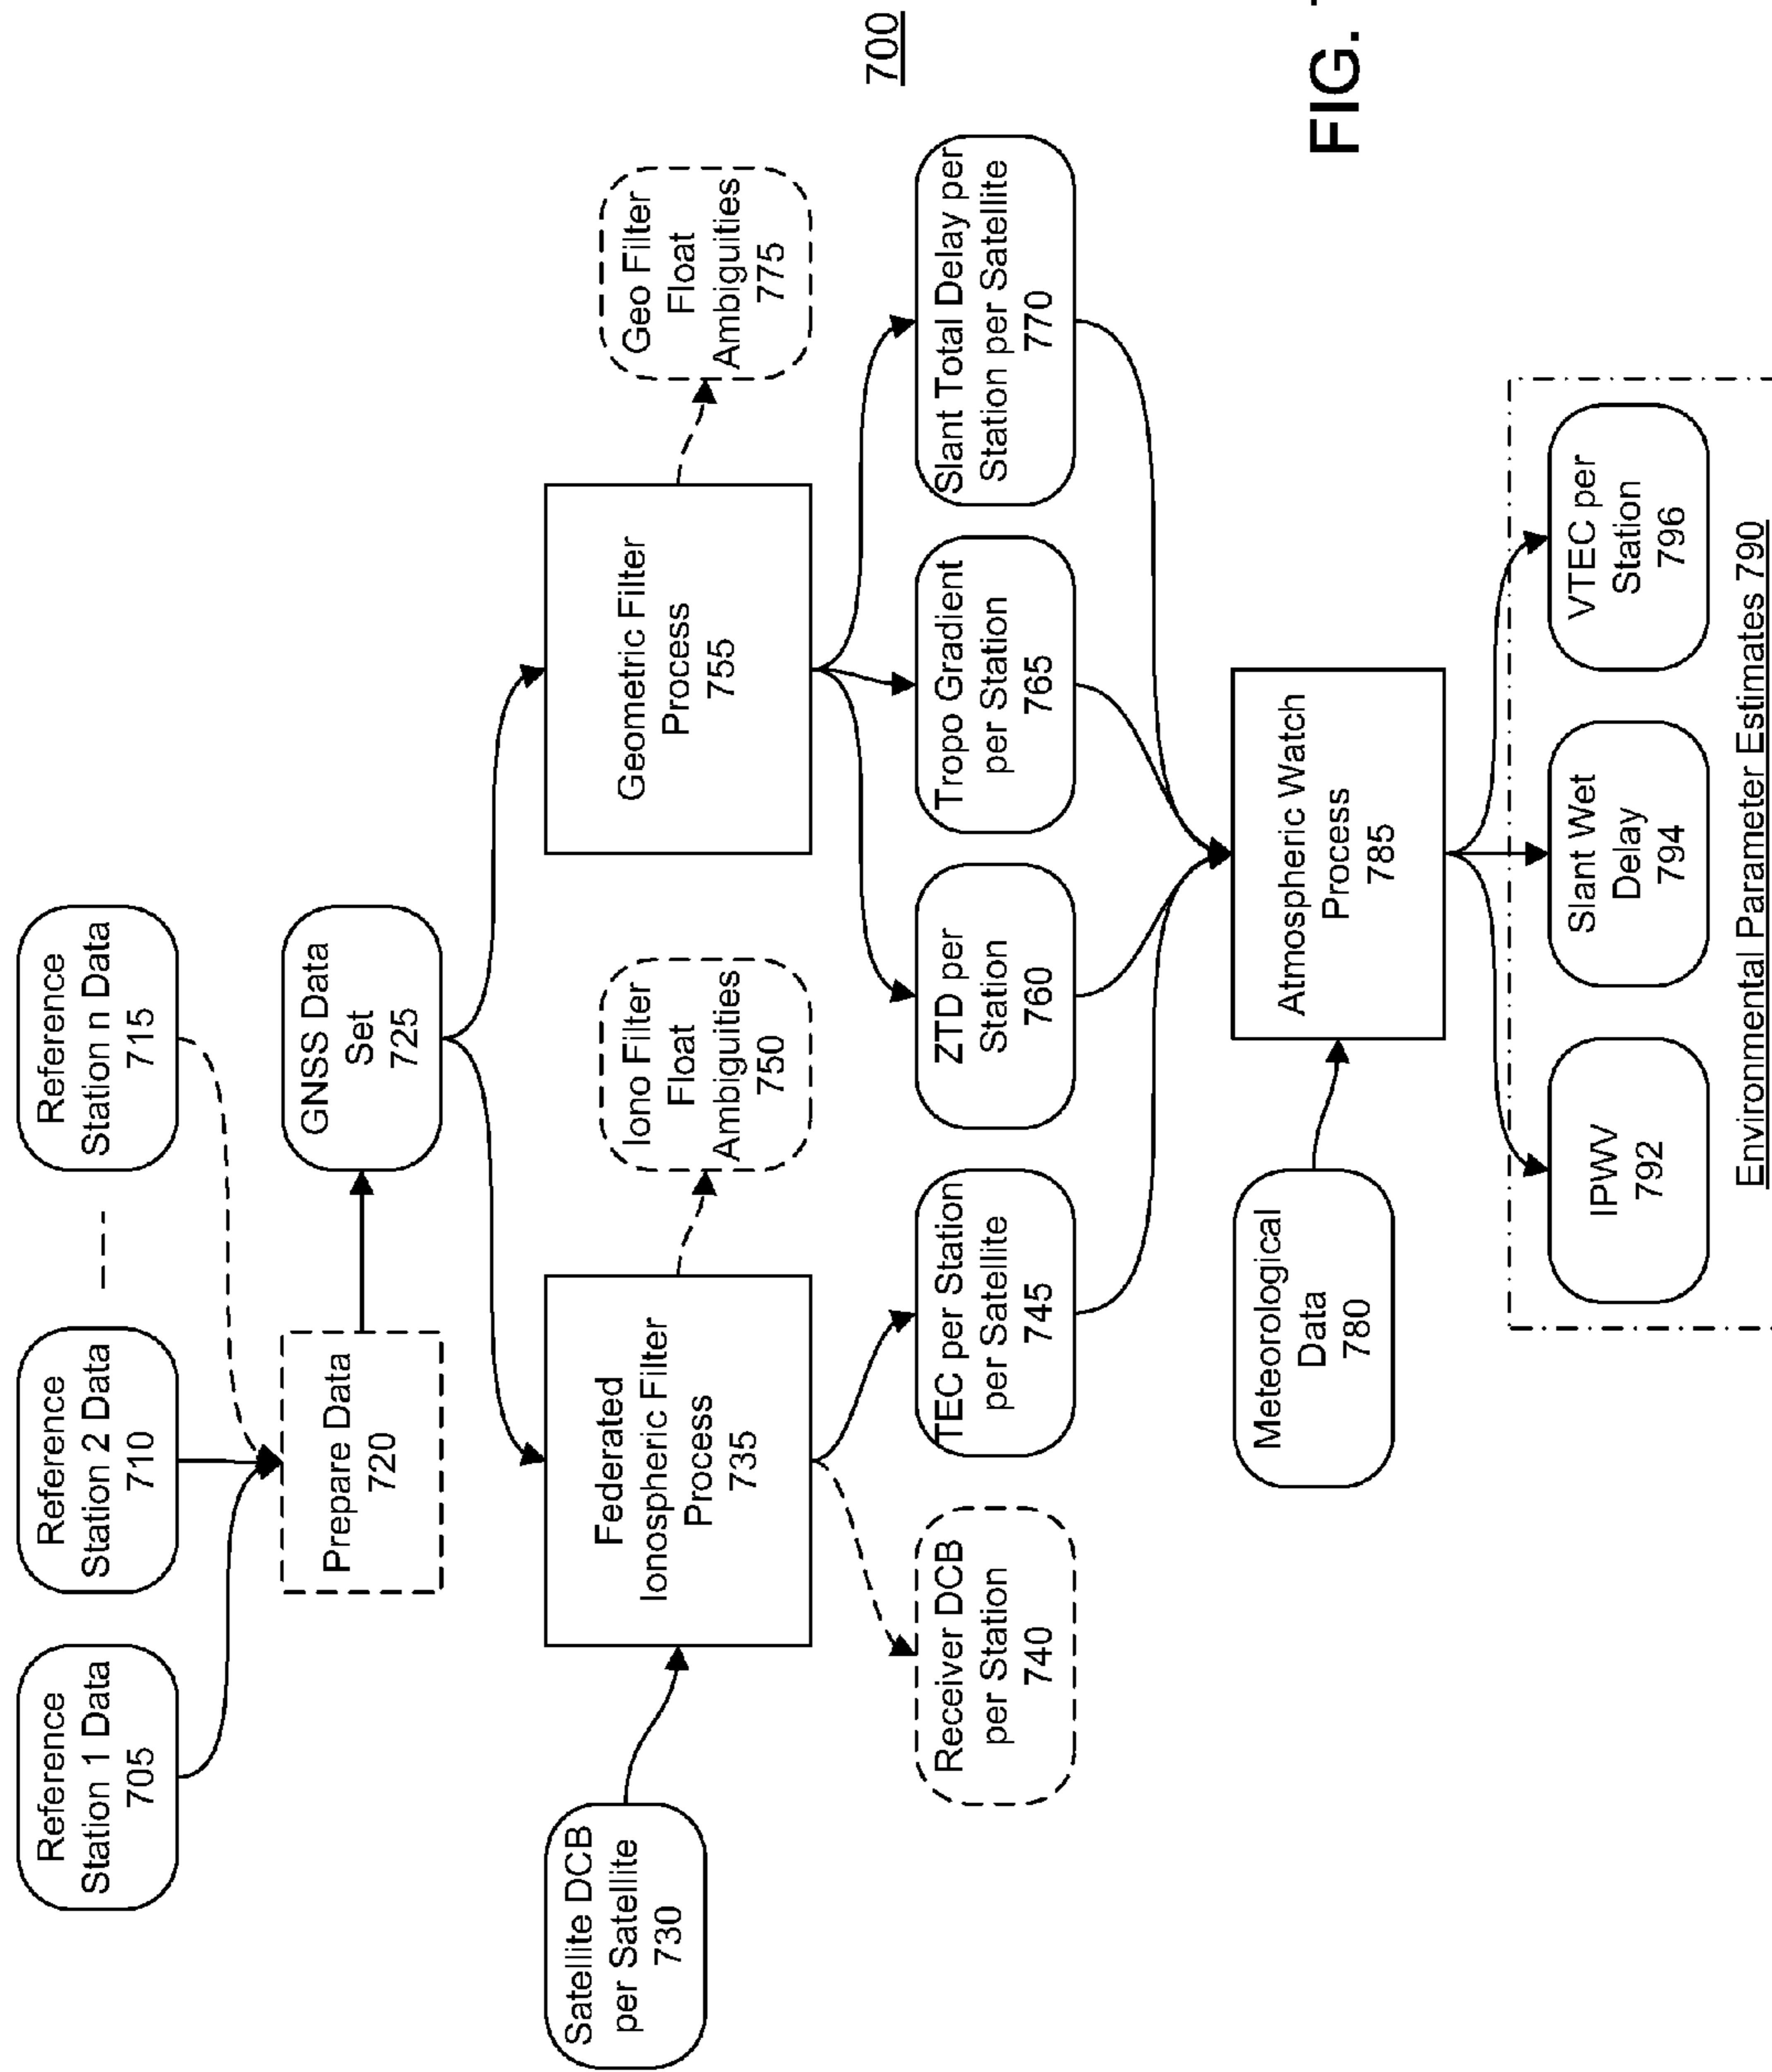 Reference
Station 1 Data
705
Reference
Station 2 Data
710
Reference
Station n Data
715
Prepare Data
720
GNSS Data
Set
725
Satellite DCB
per Satellite
730
Federated
Ionospheric Filter
Process
735
Iono Filter
Float
Ambiguities
750
Geometric Filter
Process
755
Geo Filter
Float
Ambiguities
775
Receiver DCB
per Station
740
TEC per Station
per Satellite
745
ZTD per
Station
760
Tropo Gradient
per Station
765
Slant Total Delay per
Station per Satellite
770
700
Meteorological
Data
780
Atmospheric Watch
Process
785
IPWV
792
Slant Wet
Delay
794
VTEC per
Station
796
Environmental Parameter Estimates 790
FIG.